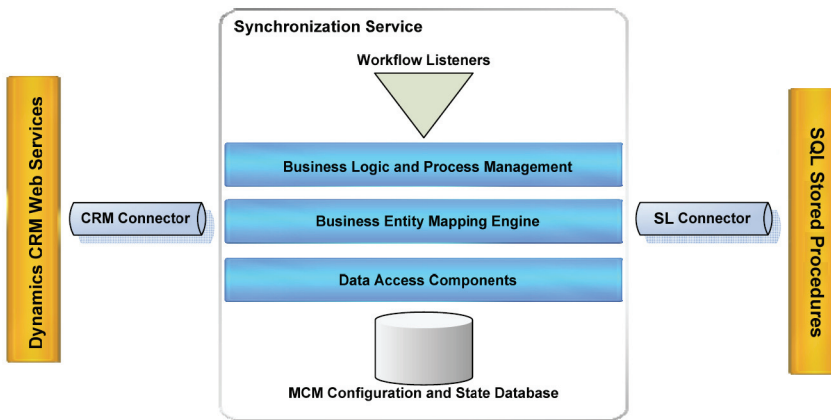 Synchronization Service
Workflow Listeners
Business Logic and Process Management
Dynamics CRM Web Services
CRM Connector
Business Entity Mapping Engine
SL Connector
SQL Stored Procedures
Data Access Components
MCM Configuration and State Database